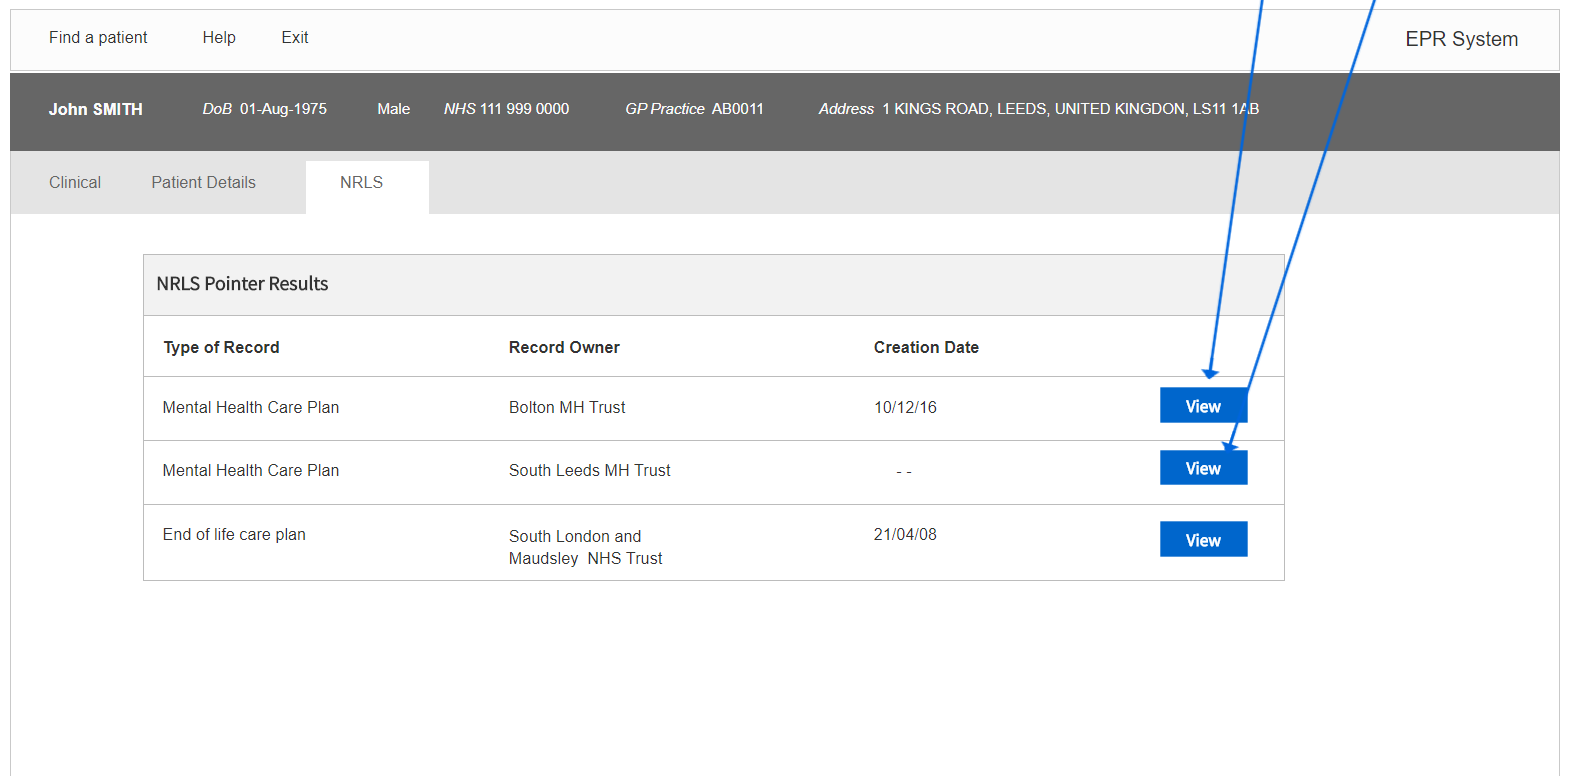 Find a patient Help Exit EPR System
John SMITH DoB 01-Aug-1975 Male NHS 111 999 0000 GP Practice AB0011 Address 1 KINGS ROAD, LEEDS, UNITED KINGDON, LS11 1AB
Clinical Patient Details NRLS
NRLS Pointer Results
Type of Record Record Owner Creation Date
Mental Health Care Plan Bolton MH Trust 10/12/16 View
Mental Health Care Plan South Leeds MH Trust - - View
End of life care plan South London and 21/04/08 View
Maudsley NHS Trust